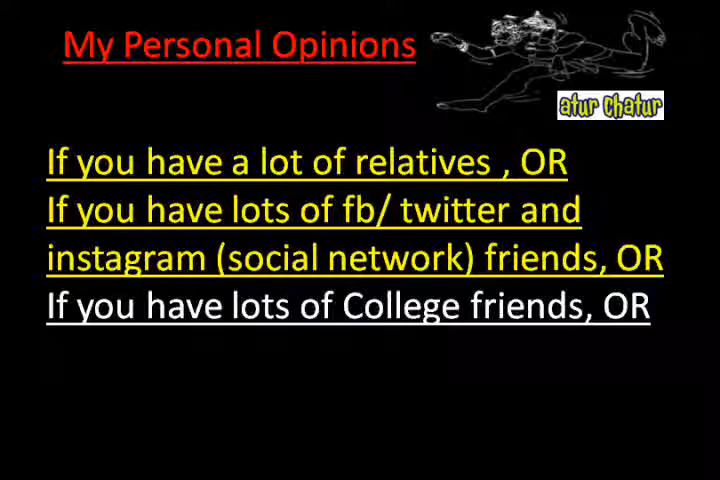 My Personal Opinions
atur chatur
If you have a lot of relatives , OR
If you have lots of fb/ twitter and
instagram (social network) friends, OR
If you have lots of College friends, OR